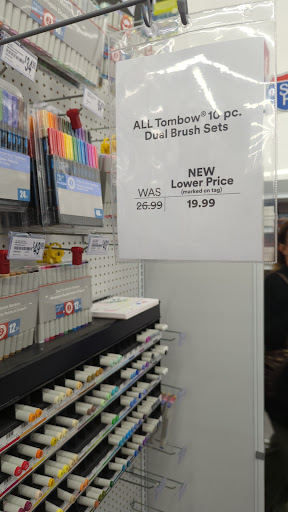 ALL Tombow® 10 pc.
Dual Brush Sets
NEW
Lower Price
(marked on tag)
WAS
26.99
19.99